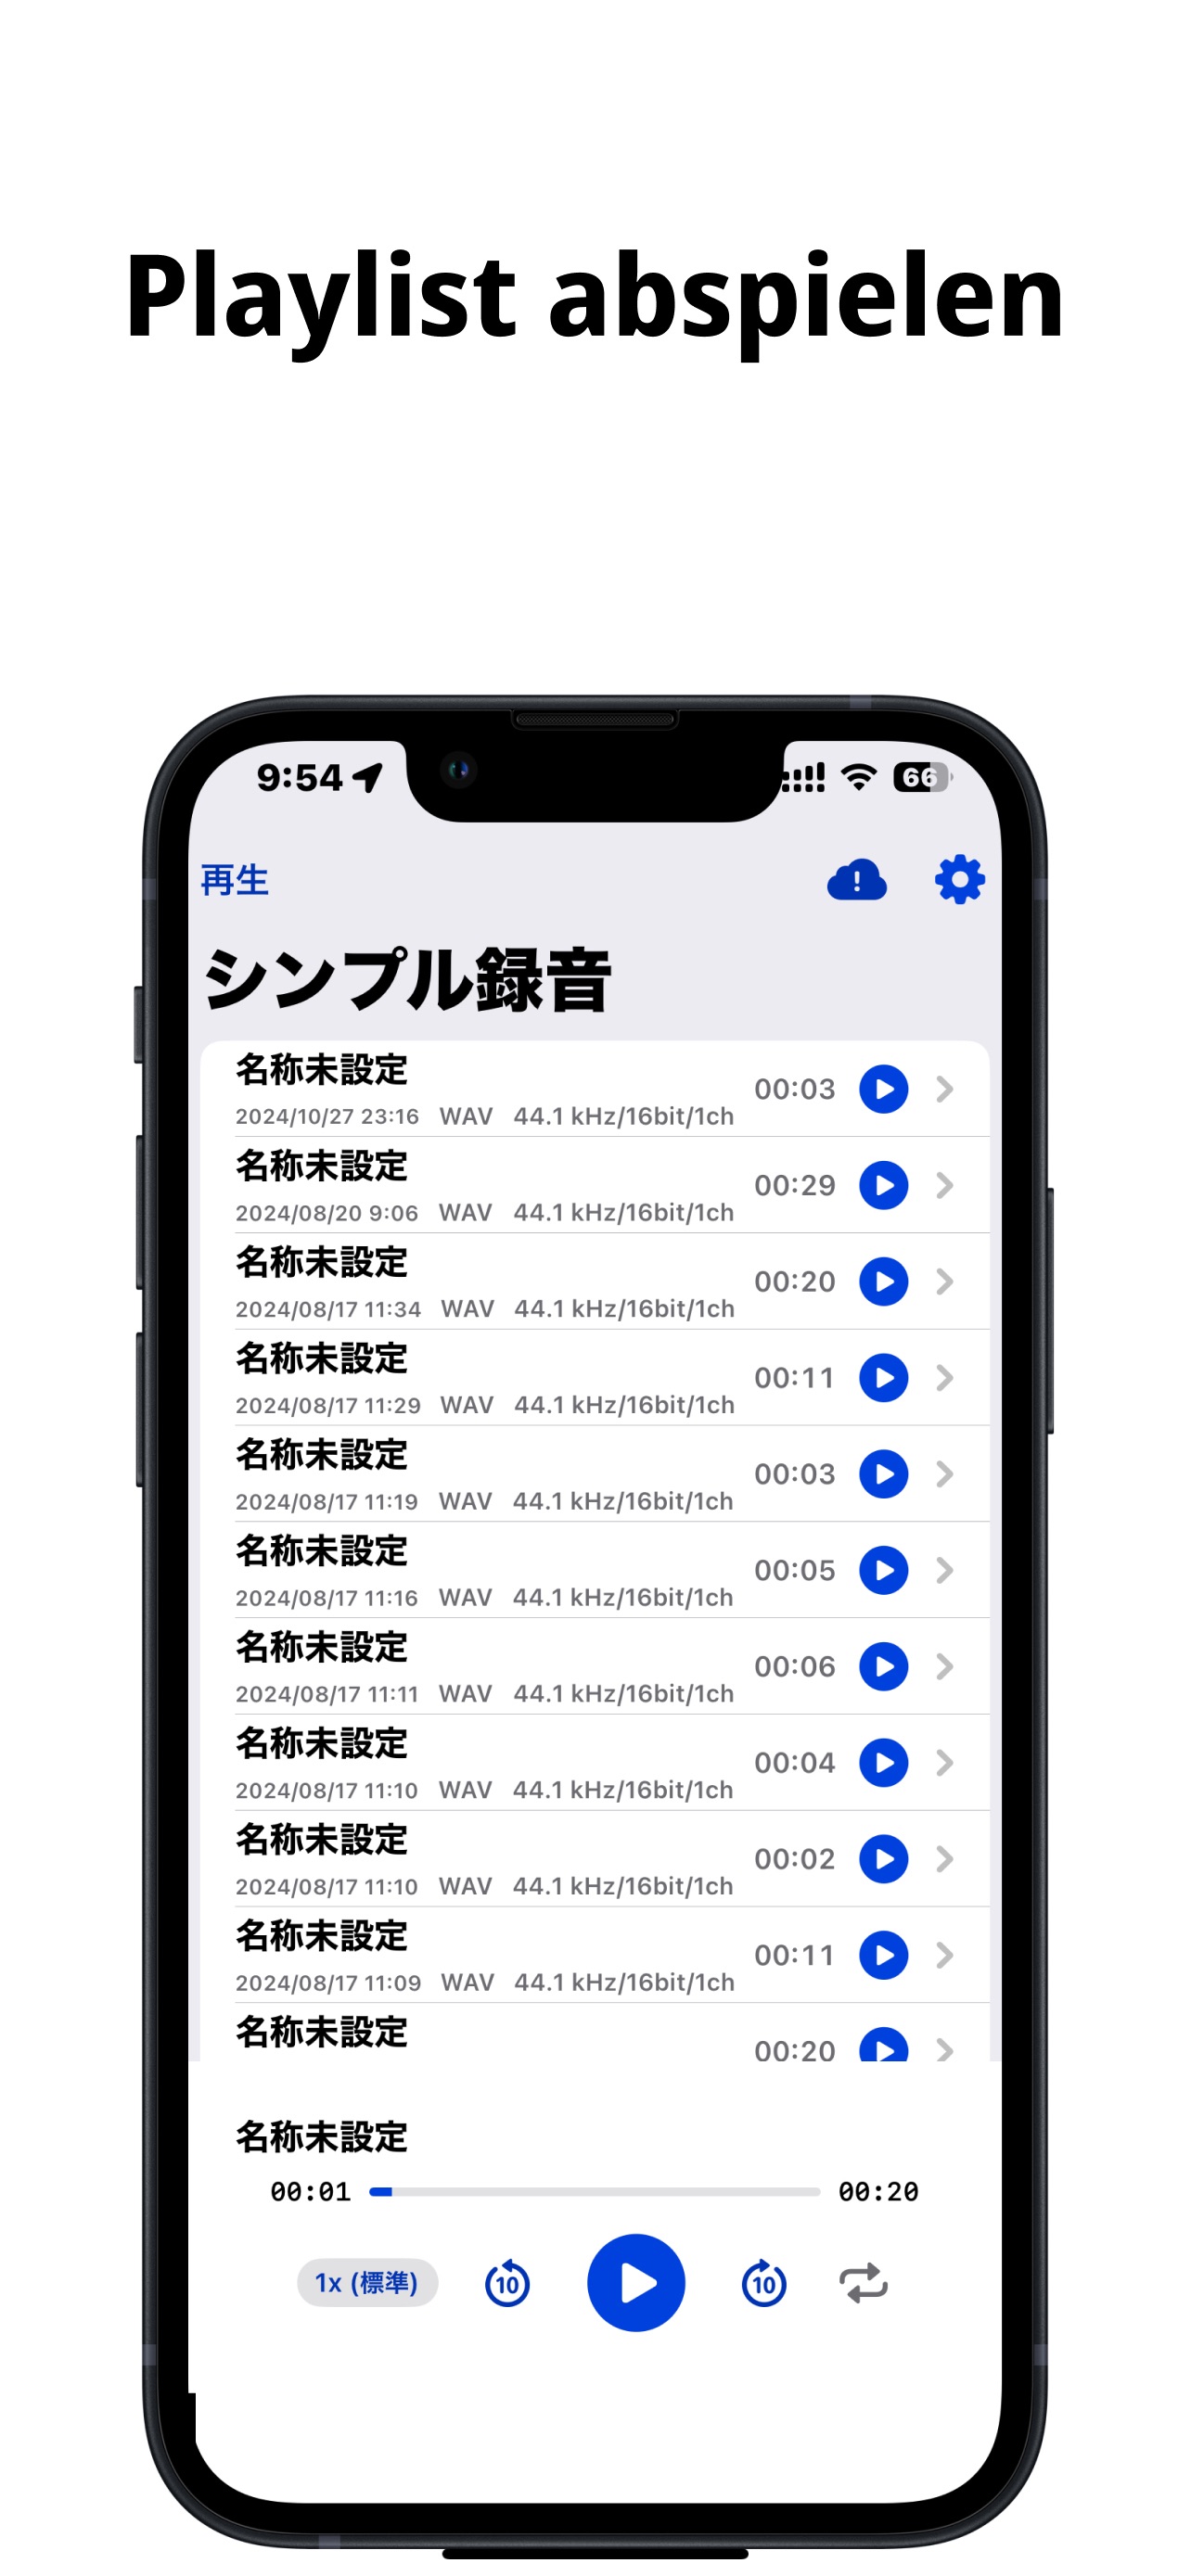 Playlist abspielen
9:54
66
再生
シンプル録音
名称未設定
2024/10/27 23:16 WAV 44.1 kHz/16bit/1ch
00:03
名称未設定
2024/08/20 9:06 WAV 44.1 kHz/16bit/1ch
00:29
名称未設定
2024/08/17 11:34 WAV 44.1 kHz/16bit/1ch
00:20
名称未設定
2024/08/17 11:29 WAV 44.1 kHz/16bit/1ch
00:11
名称未設定
2024/08/17 11:19 WAV 44.1 kHz/16bit/1ch
00:03
名称未設定
2024/08/17 11:16 WAV 44.1 kHz/16bit/1ch
00:05
名称未設定
2024/08/17 11:11 WAV 44.1 kHz/16bit/1ch
00:06
名称未設定
2024/08/17 11:10 WAV 44.1 kHz/16bit/1ch
00:04
名称未設定
2024/08/17 11:10 WAV 44.1 kHz/16bit/1ch
00:02
名称未設定
2024/08/17 11:09 WAV 44.1 kHz/16bit/1ch
00:11
名称未設定
00:20
名称未設定
00:01 00:20
1x (標準) 10 10